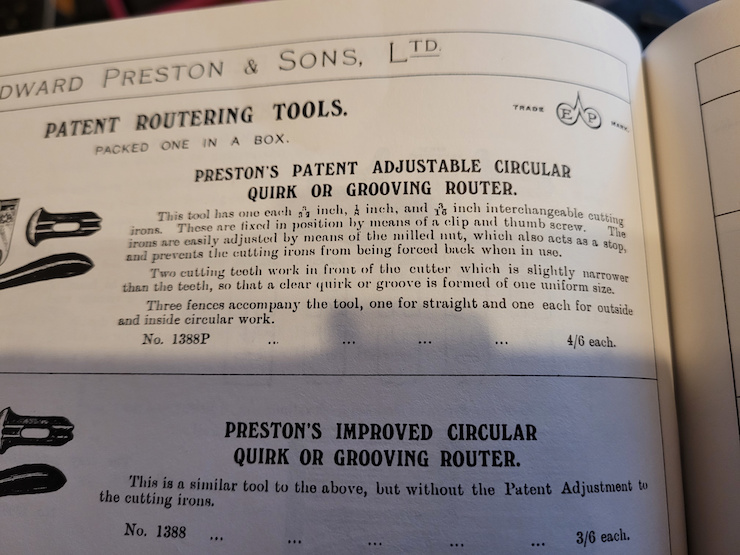 DWARD PRESTON & SONS, LTD.
PATENT ROUTERING TOOLS.
PACKED ONE IN A BOX.
TRADE EP MARK
PRESTON'S PATENT ADJUSTABLE CIRCULAR
QUIRK OR GROOVING ROUTER.
This tool has one each 3/32 inch, 1/8 inch, and 3/16 inch interchangeable cutting
irons. These are fixed in position by means of a clip and thumb screw. The
irons are easily adjusted by means of the milled nut, which also acts as a stop,
and prevents the cutting irons from being forced back when in use.
Two cutting teeth work in front of the cutter which is slightly narrower
than the teeth, so that a clear quirk or groove is formed of one uniform size.
Three fences accompany the tool, one for straight and one each for outside
and inside circular work.
No. 1388P ... ... ... ... 4/6 each.
PRESTON'S IMPROVED CIRCULAR
QUIRK OR GROOVING ROUTER.
This is a similar tool to the above, but without the Patent Adjustment to
the cutting irons.
No. 1388 ... ... ... ... ... 3/6 each.